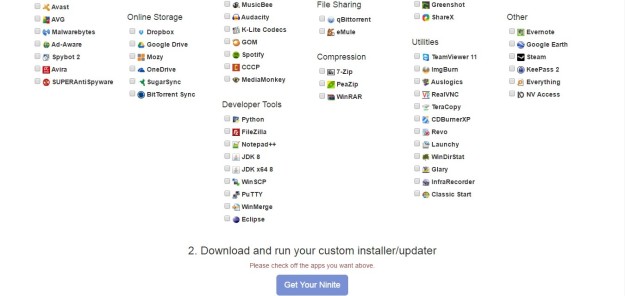 Avast
AVG
Malwarebytes
Ad-Aware
Spybot 2
Avira
SUPERAntiSpyware
Online Storage
Dropbox
Google Drive
Mozy
OneDrive
SugarSync
BitTorrent Sync
MusicBee
Audacity
K-Lite Codecs
GOM
Spotify
CCCP
MediaMonkey
Developer Tools
Python
FileZilla
Notepad++
JDK 8
JDK x64 8
WinSCP
PuTTY
WinMerge
Eclipse
File Sharing
qBittorrent
eMule
Compression
7-Zip
PeaZip
WinRAR
Greenshot
ShareX
Utilities
TeamViewer 11
ImgBurn
Auslogics
RealVNC
TeraCopy
CDBurnerXP
Revo
Launchy
WinDirStat
Glary
InfraRecorder
Classic Start
Other
Evernote
Google Earth
Steam
KeePass 2
Everything
NV Access
2. Download and run your custom installer/updater
Please check off the apps you want above.
Get Your Ninite